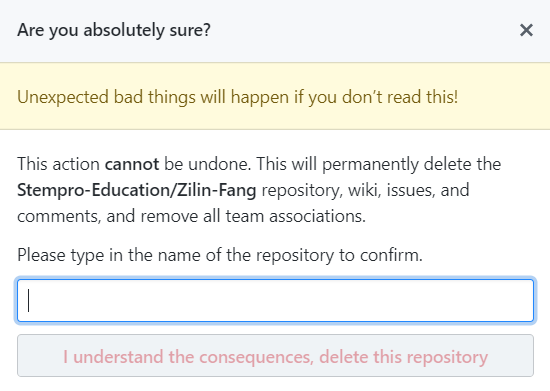 Are you absolutely sure?
Unexpected bad things will happen if you don’t read this!
This action cannot be undone. This will permanently delete the
Stempro-Education/Zilin-Fang repository, wiki, issues, and
comments, and remove all team associations.
Please type in the name of the repository to confirm.
I understand the consequences, delete this repository